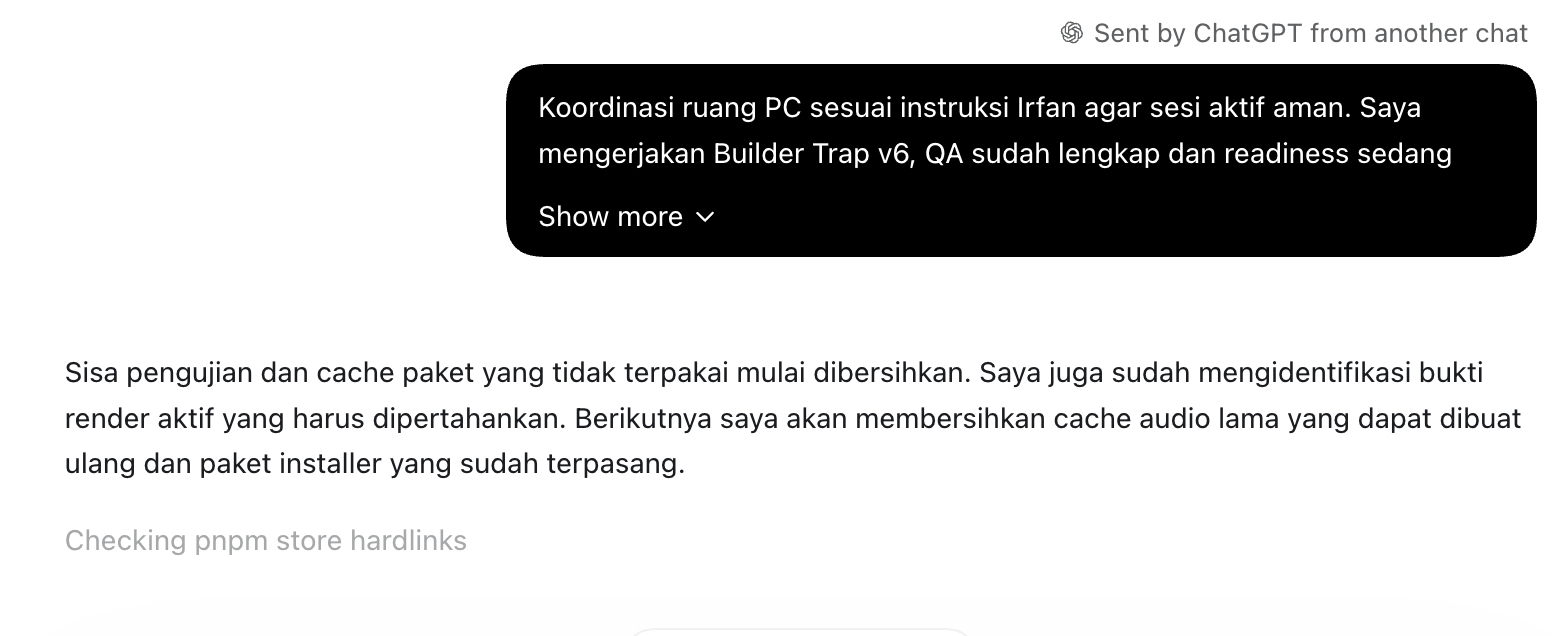 Sent by ChatGPT from another chat
Koordinasi ruang PC sesuai instruksi Irfan agar sesi aktif aman. Saya
mengerjakan Builder Trap v6, QA sudah lengkap dan readiness sedang
Show more
Sisa pengujian dan cache paket yang tidak terpakai mulai dibersihkan. Saya juga sudah mengidentifikasi bukti
render aktif yang harus dipertahankan. Berikutnya saya akan membersihkan cache audio lama yang dapat dibuat
ulang dan paket installer yang sudah terpasang.
Checking pnpm store hardlinks